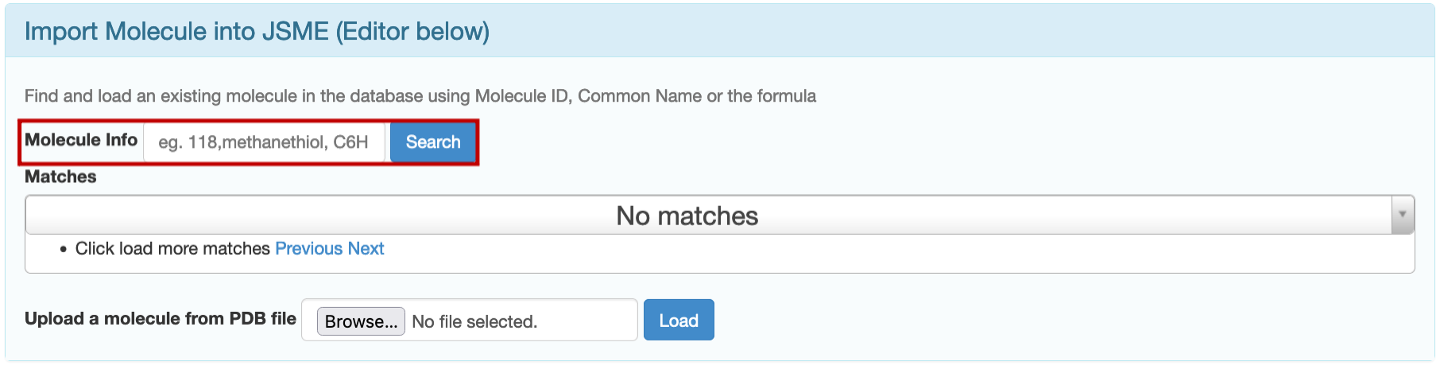 Import Molecule into JSME (Editor below)
Find and load an existing molecule in the database using Molecule ID, Common Name or the formula
Molecule Info eg. 118,methanethiol, C6H Search
Matches
No matches
• Click load more matches Previous Next
Upload a molecule from PDB file Browse... No file selected. Load